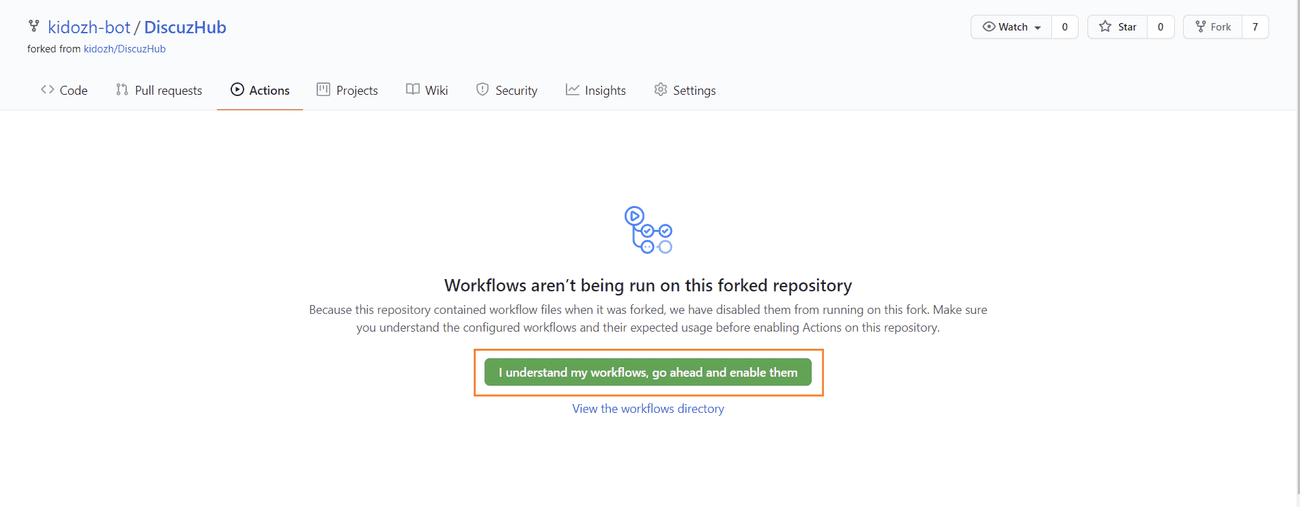 kidozh-bot / DiscuzHub
Watch 0 Star 0 Fork 7
forked from kidozh/DiscuzHub
Code Pull requests Actions Projects Wiki Security Insights Settings
Workflows aren’t being run on this forked repository
Because this repository contained workflow files when it was forked, we have disabled them from running on this fork. Make sure
you understand the configured workflows and their expected usage before enabling Actions on this repository.
I understand my workflows, go ahead and enable them
View the workflows directory